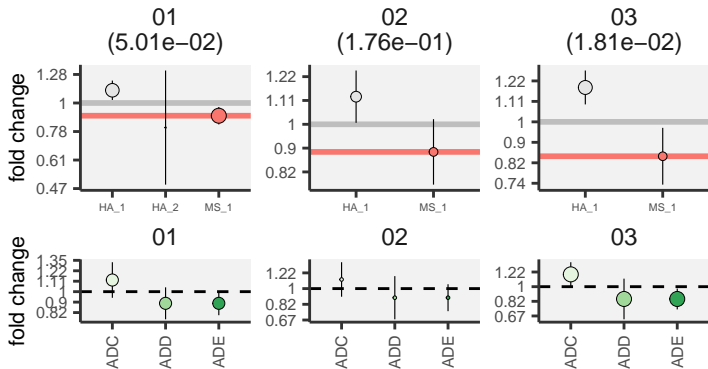 01
(5.01e−02)
02
(1.76e−01)
03
(1.81e−02)
fold change
1.28
1
0.78
0.61
0.47
HA_1
HA_2
MS_1
1.22
1.11
1
0.9
0.82
HA_1
MS_1
1.22
1.11
1
0.9
0.82
0.74
HA_1
MS_1
01
02
03
fold change
1.35
1.22
1.11
1
0.9
0.82
ADC
ADD
ADE
1.22
1
0.82
0.67
ADC
ADD
ADE
1.22
1
0.82
0.67
ADC
ADD
ADE